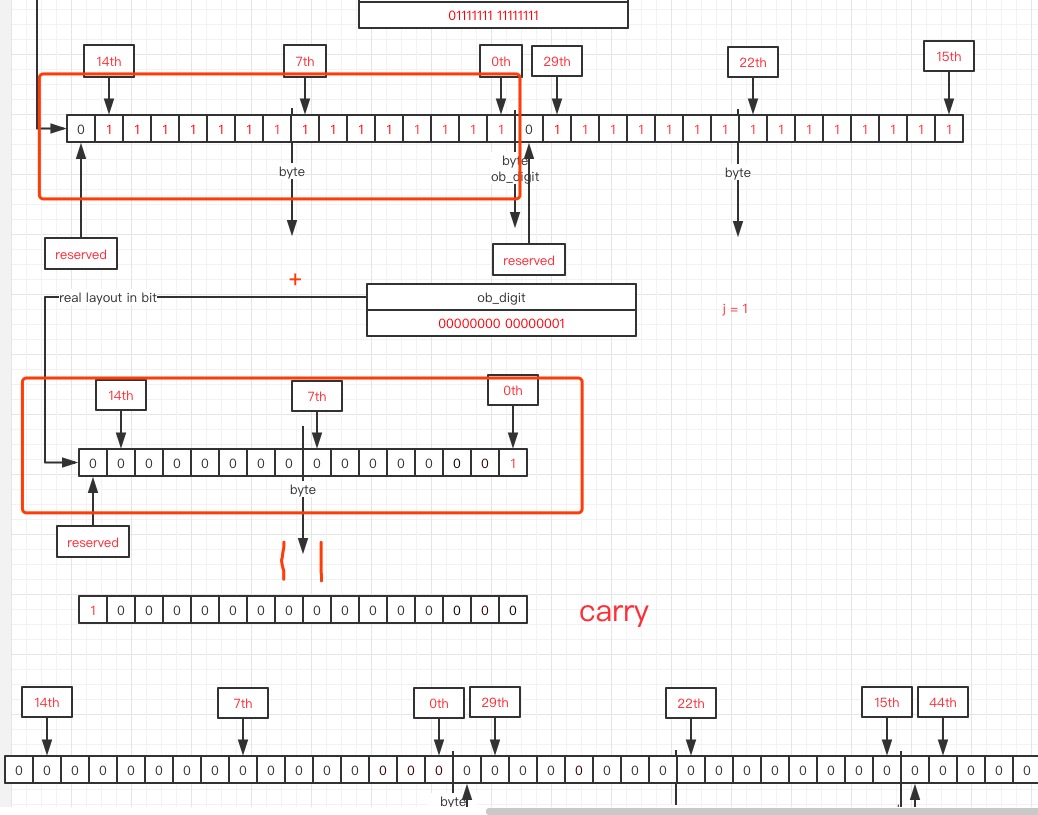 01111111 11111111
14th 7th 0th 29th 22th 15th
0 1 1 1 1 1 1 1 1 1 1 1 1 1 1 1 0 1 1 1 1 1 1 1 1 1 1 1 1 1 1 1
byte byte byte
ob_digit
reserved reserved
+
real layout in bit ob_digit
00000000 00000001 j = 1
14th 7th 0th
0 0 0 0 0 0 0 0 0 0 0 0 0 0 0 1
byte
reserved
1 0 0 0 0 0 0 0 0 0 0 0 0 0 0 0 carry
14th 7th 0th 29th 22th 15th 44th
0 0 0 0 0 0 0 0 0 0 0 0 0 0 0 0 0 0 0 0 0 0 0 0 0 0 0 0 0 0 0 0 0 0 0 0 0
byte